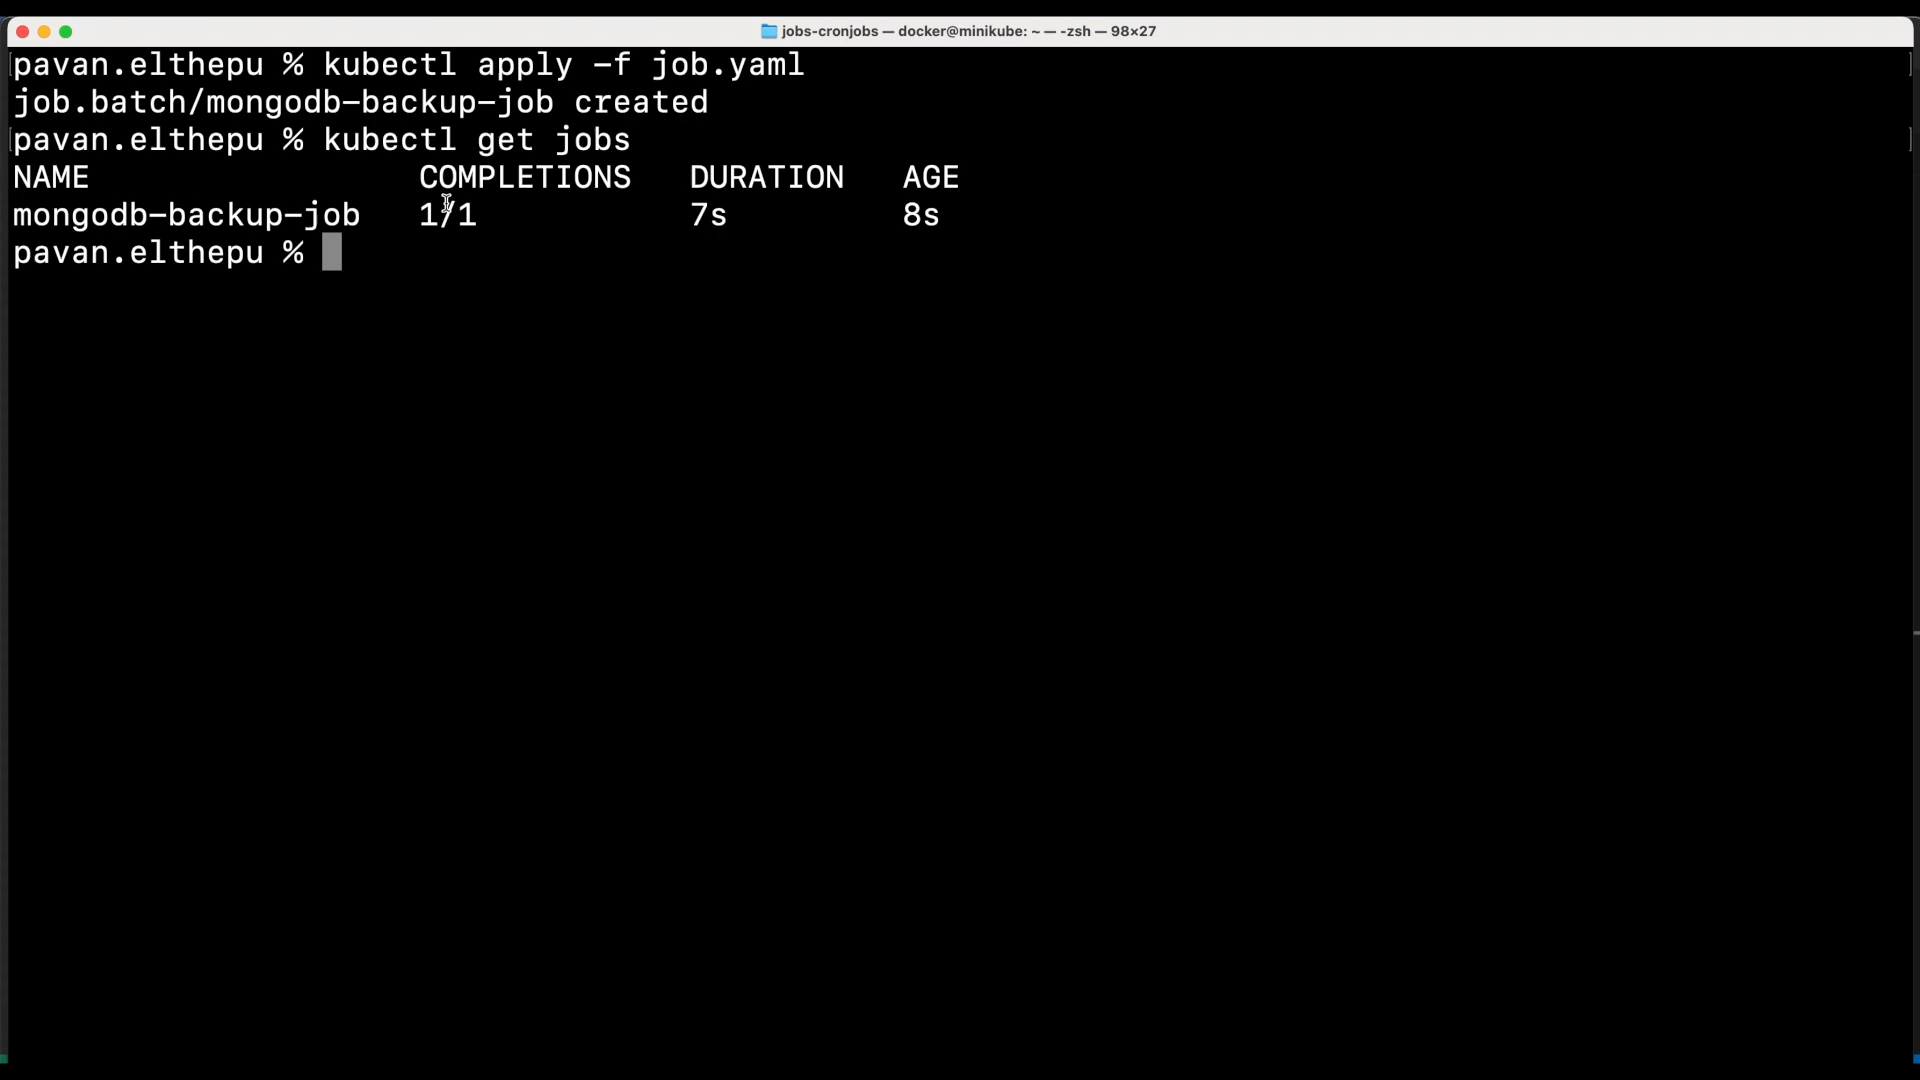 jobs-cronjobs — docker@minikube: ~ — -zsh — 98×27
pavan.elthepu % kubectl apply -f job.yaml
job.batch/mongodb-backup-job created
pavan.elthepu % kubectl get jobs
NAME COMPLETIONS DURATION AGE
mongodb-backup-job 1/1 7s 8s
pavan.elthepu %